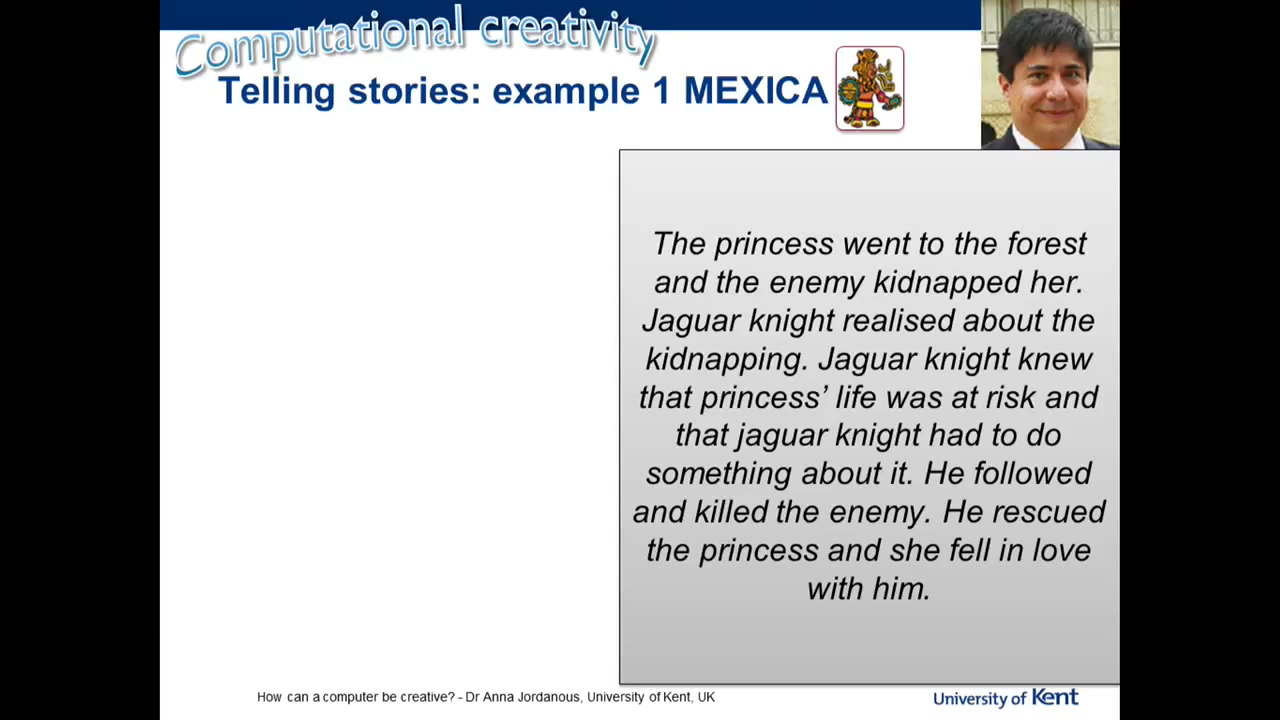 Computational creativity
Telling stories: example 1 MEXICA
The princess went to the forest
and the enemy kidnapped her.
Jaguar knight realised about the
kidnapping. Jaguar knight knew
that princess’ life was at risk and
that jaguar knight had to do
something about it. He followed
and killed the enemy. He rescued
the princess and she fell in love
with him.
How can a computer be creative? - Dr Anna Jordanous, University of Kent, UK
University of Kent